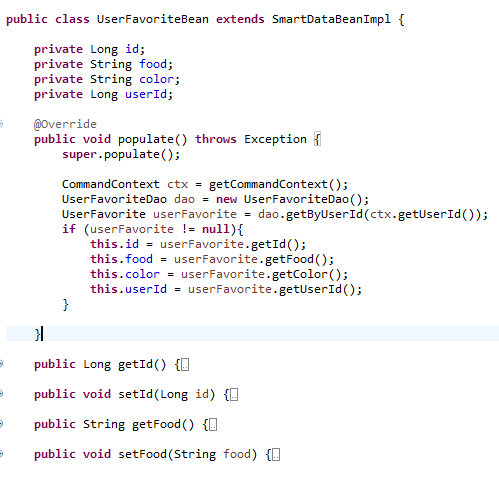 public class UserFavoriteBean extends SmartDataBeanImpl {
private Long id;
private String food;
private String color;
private Long userId;
@Override
public void populate() throws Exception {
super.populate();
CommandContext ctx = getCommandContext();
UserFavoriteDao dao = new UserFavoriteDao();
UserFavorite userFavorite = dao.getByUserId(ctx.getUserId());
if (userFavorite != null){
this.id = userFavorite.getId();
this.food = userFavorite.getFood();
this.color = userFavorite.getColor();
this.userId = userFavorite.getUserId();
}
}
public Long getId() {
public void setId(Long id) {
public String getFood() {
public void setFood(String food) {